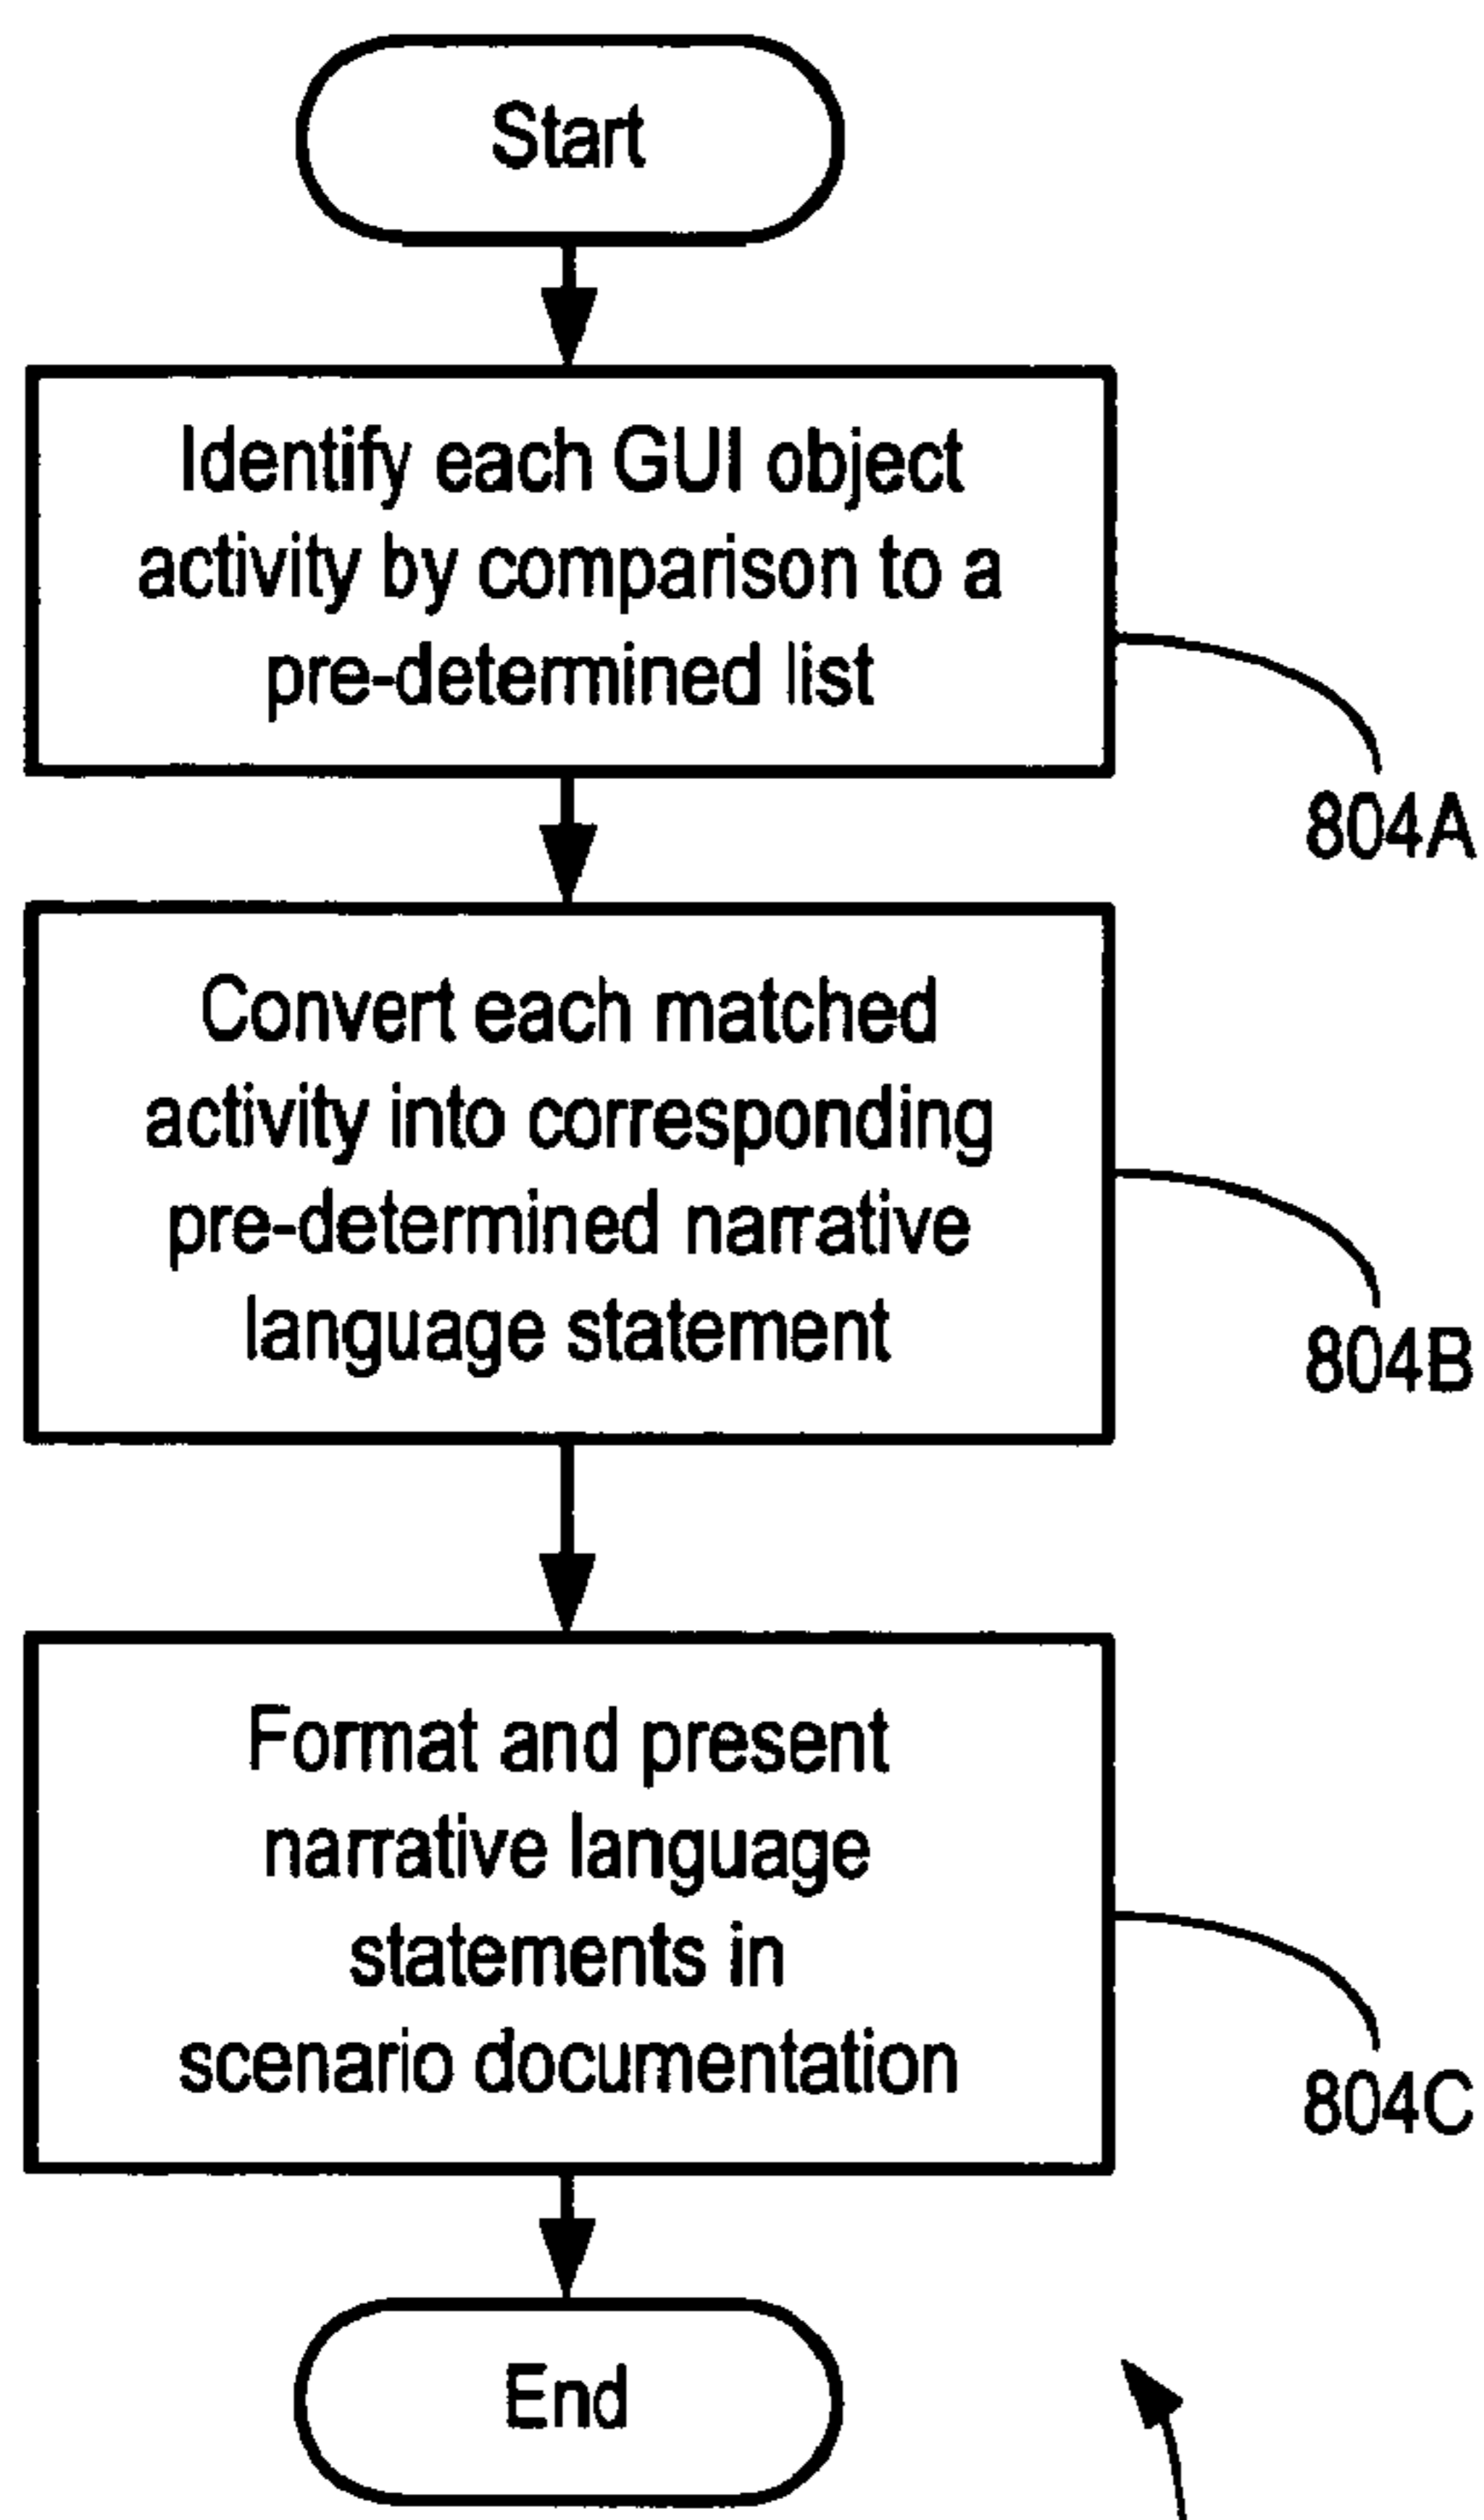 Start
Identify each GUI object
activity by comparison to a
pre-determined list
804A
Convert each matched
activity into corresponding
pre-determined narrative
language statement
804B
Format and present
narrative language
statements in
scenario documentation
804C
End